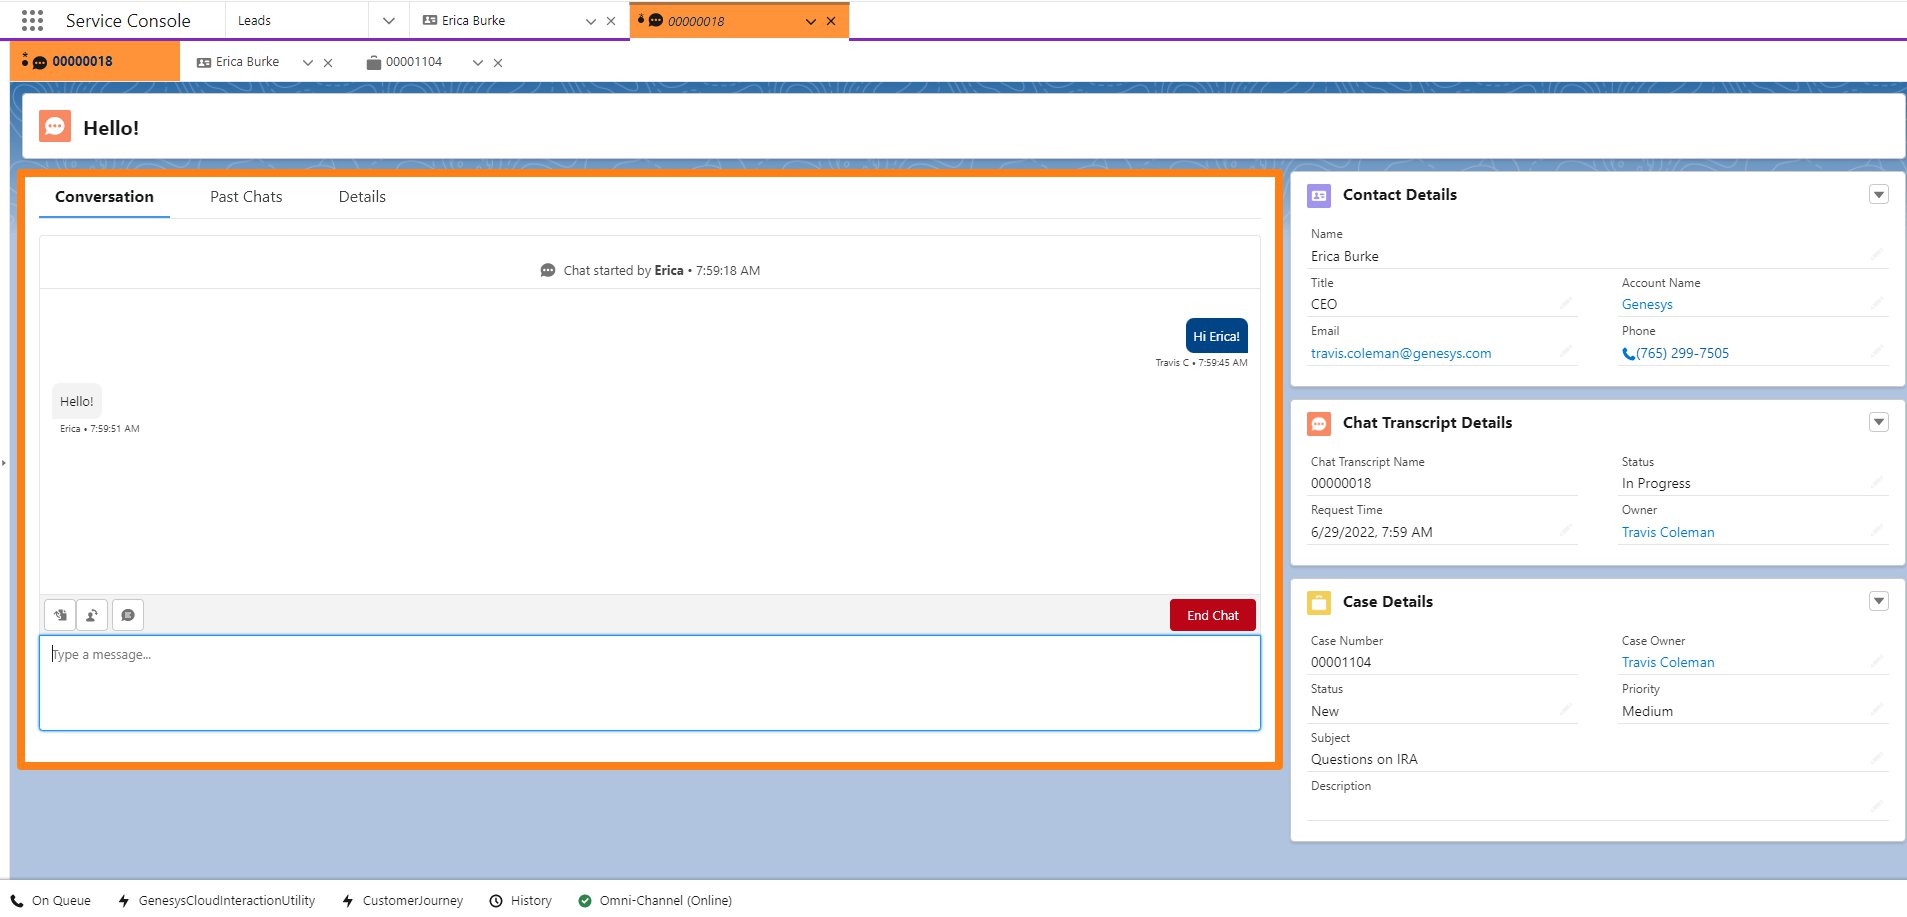 Service Console
Leads
Erica Burke
00000018
00000018
Erica Burke
00001104
Hello!
Conversation
Past Chats
Details
Chat started by Erica • 7:59:18 AM
Hi Erica!
Travis C • 7:59:45 AM
Hello!
Erica • 7:59:51 AM
End Chat
Type a message...
Contact Details
Name
Erica Burke
Title
Account Name
CEO
Genesys
Email
Phone
travis.coleman@genesys.com
(765) 299-7505
Chat Transcript Details
Chat Transcript Name
Status
00000018
In Progress
Request Time
Owner
6/29/2022, 7:59 AM
Travis Coleman
Case Details
Case Number
Case Owner
00001104
Travis Coleman
Status
Priority
New
Medium
Subject
Questions on IRA
Description
On Queue
GenesysCloudInteractionUtility
CustomerJourney
History
Omni-Channel (Online)